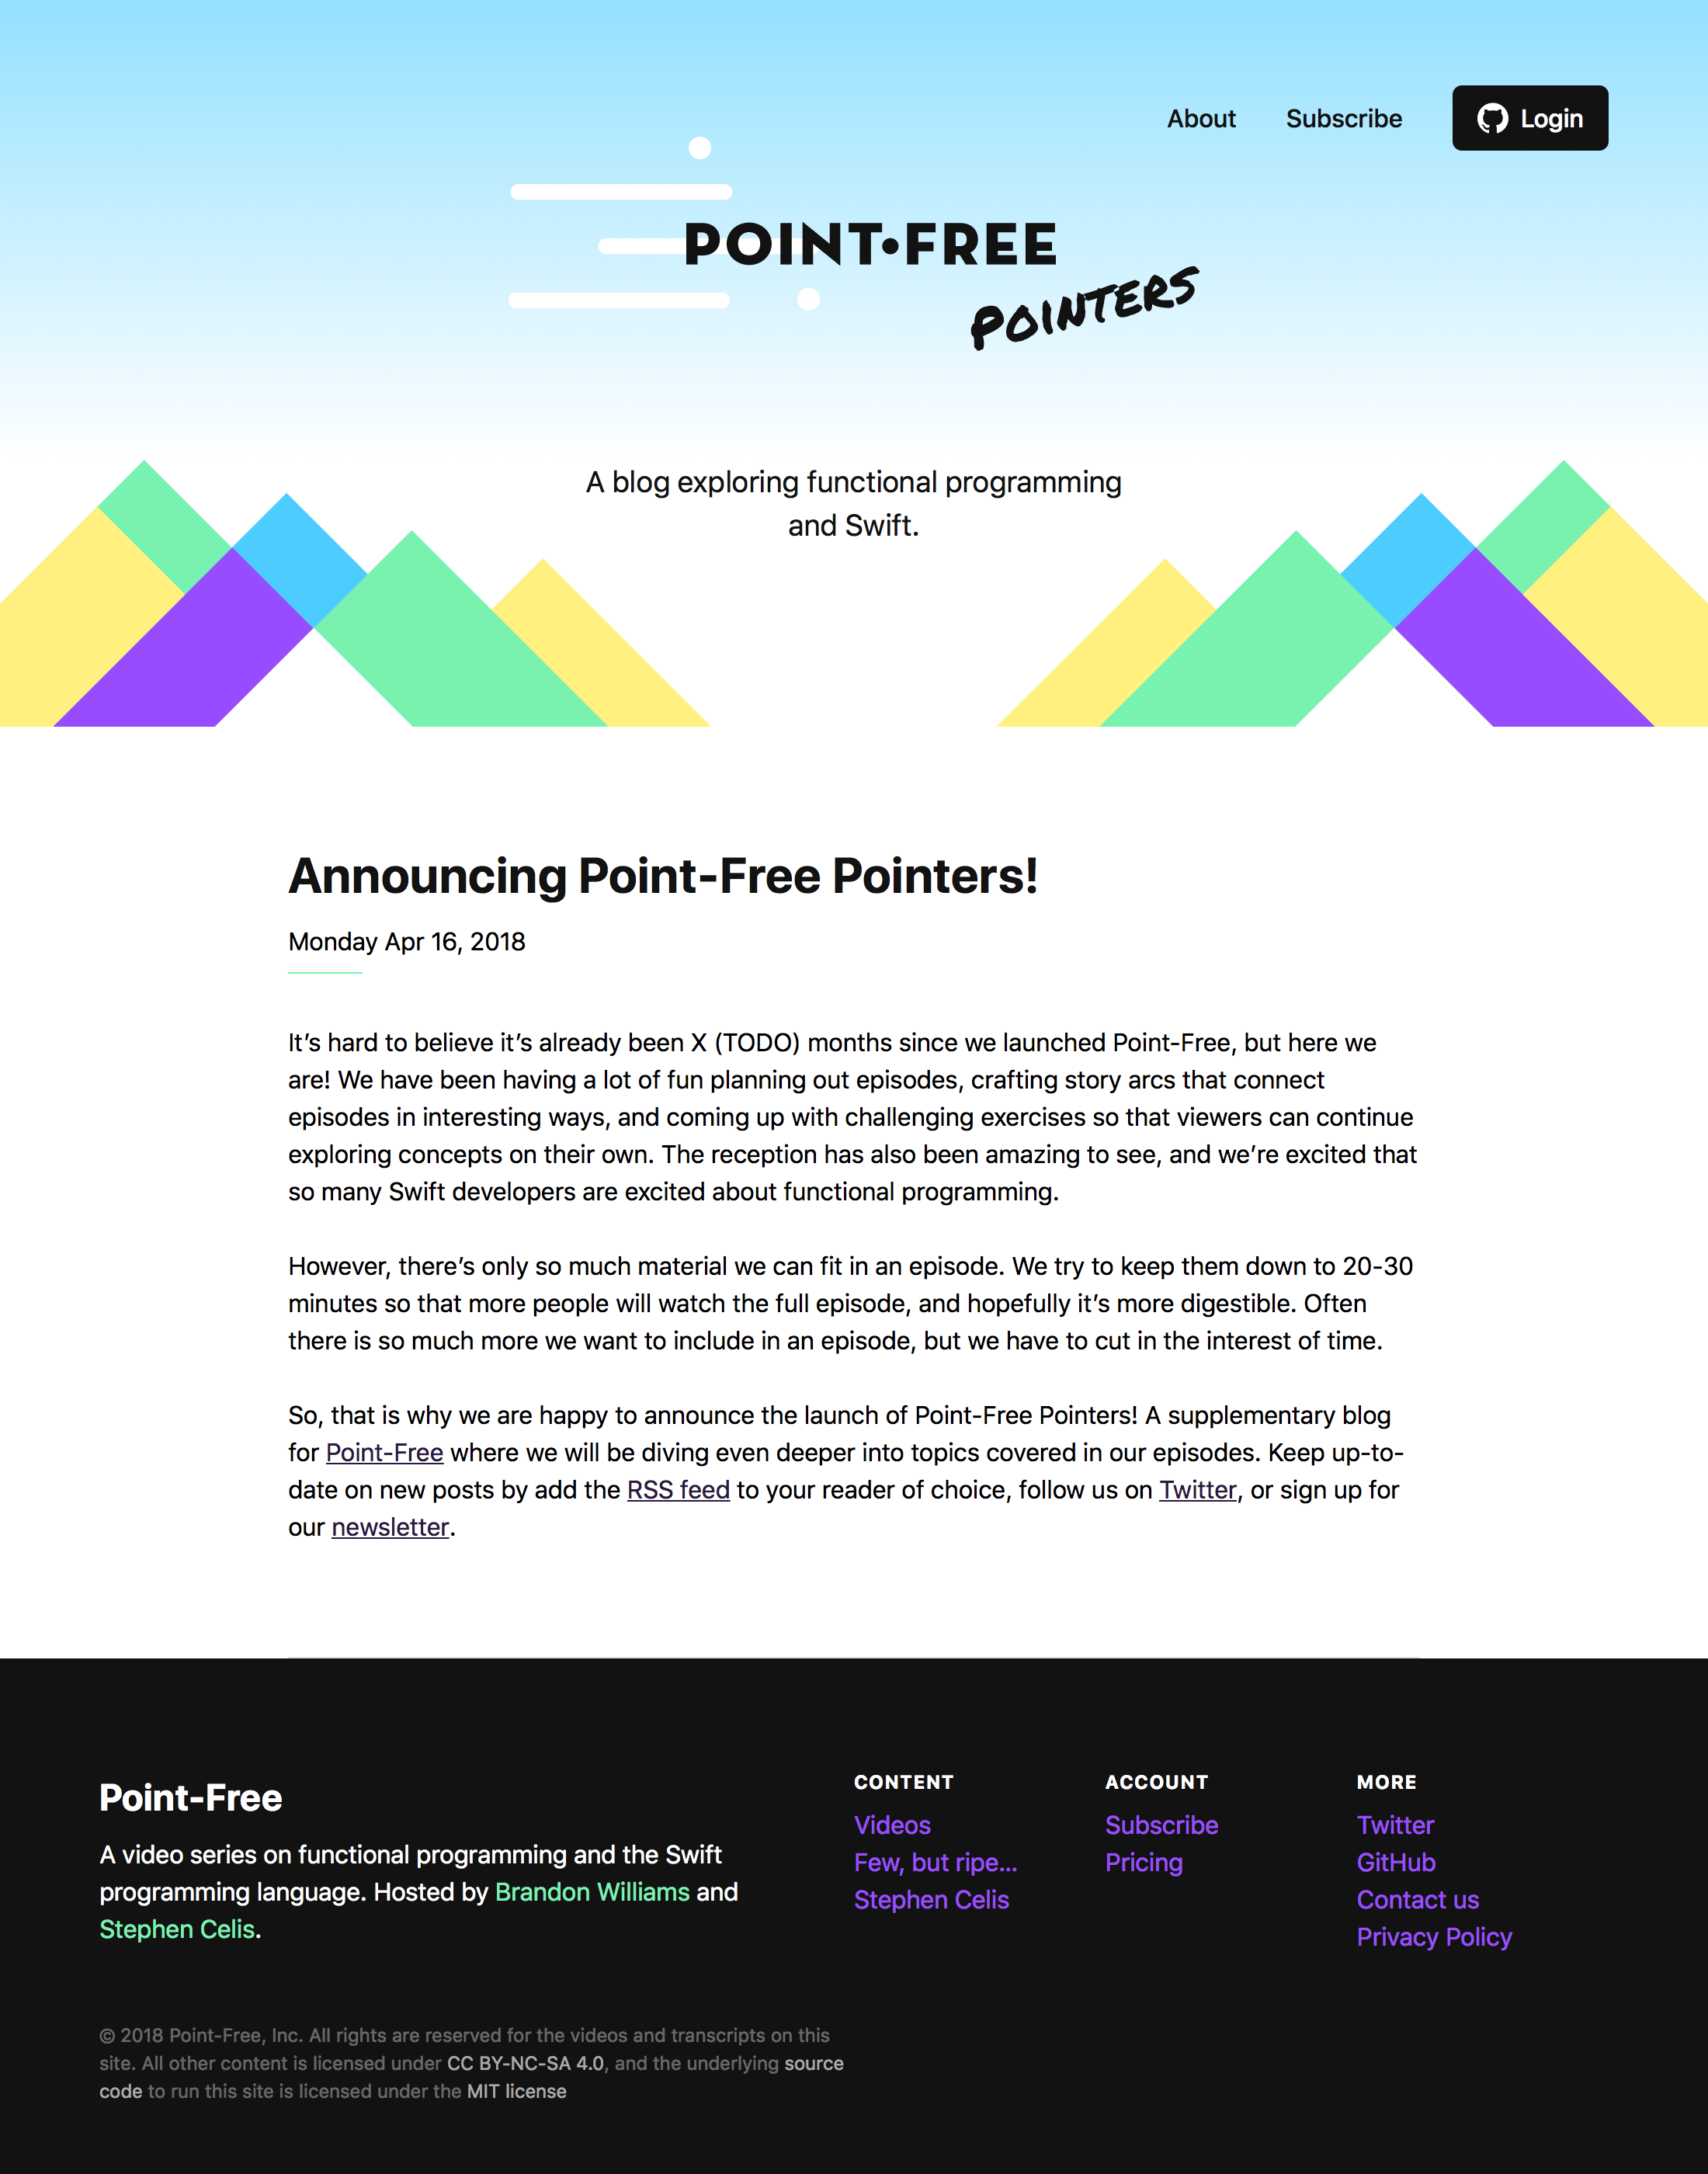 About Subscribe Login
POINT•FREE
POINTERS
A blog exploring functional programming
and Swift.
Announcing Point-Free Pointers!
Monday Apr 16, 2018
It’s hard to believe it’s already been X (TODO) months since we launched Point-Free, but here we
are! We have been having a lot of fun planning out episodes, crafting story arcs that connect
episodes in interesting ways, and coming up with challenging exercises so that viewers can continue
exploring concepts on their own. The reception has also been amazing to see, and we’re excited that
so many Swift developers are excited about functional programming.
However, there’s only so much material we can fit in an episode. We try to keep them down to 20-30
minutes so that more people will watch the full episode, and hopefully it’s more digestible. Often
there is so much more we want to include in an episode, but we have to cut in the interest of time.
So, that is why we are happy to announce the launch of Point-Free Pointers! A supplementary blog
for Point-Free where we will be diving even deeper into topics covered in our episodes. Keep up-to-
date on new posts by add the RSS feed to your reader of choice, follow us on Twitter, or sign up for
our newsletter.
Point-Free
A video series on functional programming and the Swift
programming language. Hosted by Brandon Williams and
Stephen Celis.
CONTENT
Videos
Few, but ripe...
Stephen Celis
ACCOUNT
Subscribe
Pricing
MORE
Twitter
GitHub
Contact us
Privacy Policy
© 2018 Point-Free, Inc. All rights are reserved for the videos and transcripts on this
site. All other content is licensed under CC BY-NC-SA 4.0, and the underlying source
code to run this site is licensed under the MIT license